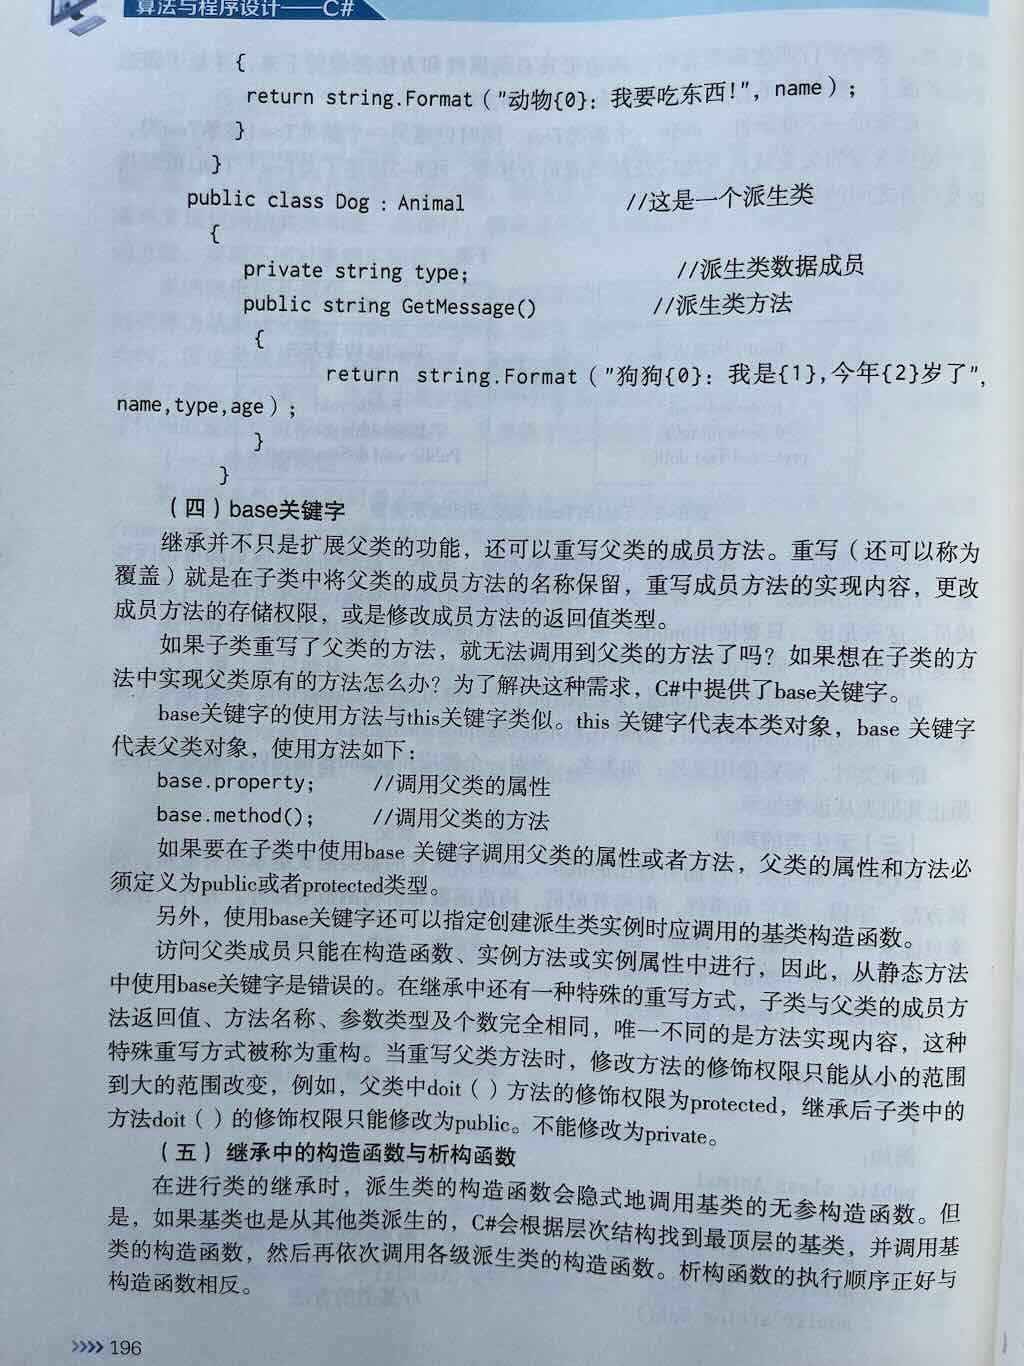 算法与程序设计——C#
{
return string.Format("动物{0}：我要吃东西!", name);
}
}
public class Dog : Animal //这是一个派生类
{
private string type; //派生类数据成员
public string GetMessage() //派生类方法
{
return string.Format("狗狗{0}：我是{1},今年{2}岁了",
name,type,age);
}
}
（四）base关键字
继承并不只是扩展父类的功能，还可以重写父类的成员方法。重写（还可以称为
覆盖）就是在子类中将父类的成员方法的名称保留，重写成员方法的实现内容，更改
成员方法的存储权限，或是修改成员方法的返回值类型。
如果子类重写了父类的方法，就无法调用到父类的方法了吗？如果想在子类的方
法中实现父类原有的方法怎么办？为了解决这种需求，C#中提供了base关键字。
base关键字的使用方法与this关键字类似。this 关键字代表本类对象，base 关键字
代表父类对象，使用方法如下：
base.property; //调用父类的属性
base.method(); //调用父类的方法
如果要在子类中使用base 关键字调用父类的属性或者方法，父类的属性和方法必
须定义为public或者protected类型。
另外，使用base关键字还可以指定创建派生类实例时应调用的基类构造函数。
访问父类成员只能在构造函数、实例方法或实例属性中进行，因此，从静态方法
中使用base关键字是错误的。在继承中还有一种特殊的重写方式，子类与父类的成员方
法返回值、方法名称、参数类型及个数完全相同，唯一不同的是方法实现内容，这种
特殊重写方式被称为重构。当重写父类方法时，修改方法的修饰权限只能从小的范围
到大的范围改变，例如，父类中doit（）方法的修饰权限为protected，继承后子类中的
方法doit（）的修饰权限只能修改为public。不能修改为private。
（五）继承中的构造函数与析构函数
在进行类的继承时，派生类的构造函数会隐式地调用基类的无参构造函数。但
是，如果基类也是从其他类派生的，C#会根据层次结构找到最顶层的基类，并调用基
类的构造函数，然后再依次调用各级派生类的构造函数。析构函数的执行顺序正好与
构造函数相反。
>>>> 196